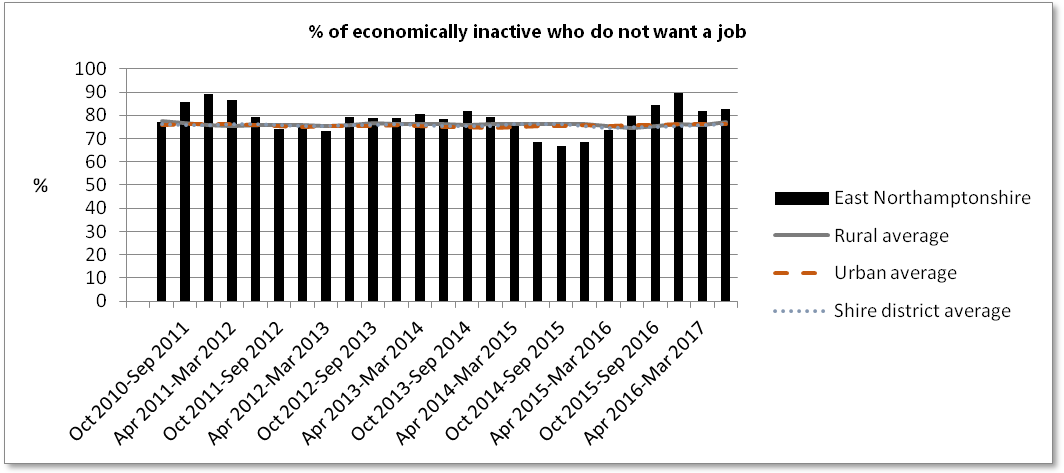 % of economically inactive who do not want a job
100
90
80
70
60
50
40
30
20
10
0
%
Oct 2010-Sep 2011
Apr 2011-Mar 2012
Oct 2011-Sep 2012
Apr 2012-Mar 2013
Oct 2012-Sep 2013
Apr 2013-Mar 2014
Oct 2013-Sep 2014
Apr 2014-Mar 2015
Oct 2014-Sep 2015
Apr 2015-Mar 2016
Oct 2015-Sep 2016
Apr 2016-Mar 2017
East Northamptonshire
Rural average
Urban average
Shire district average